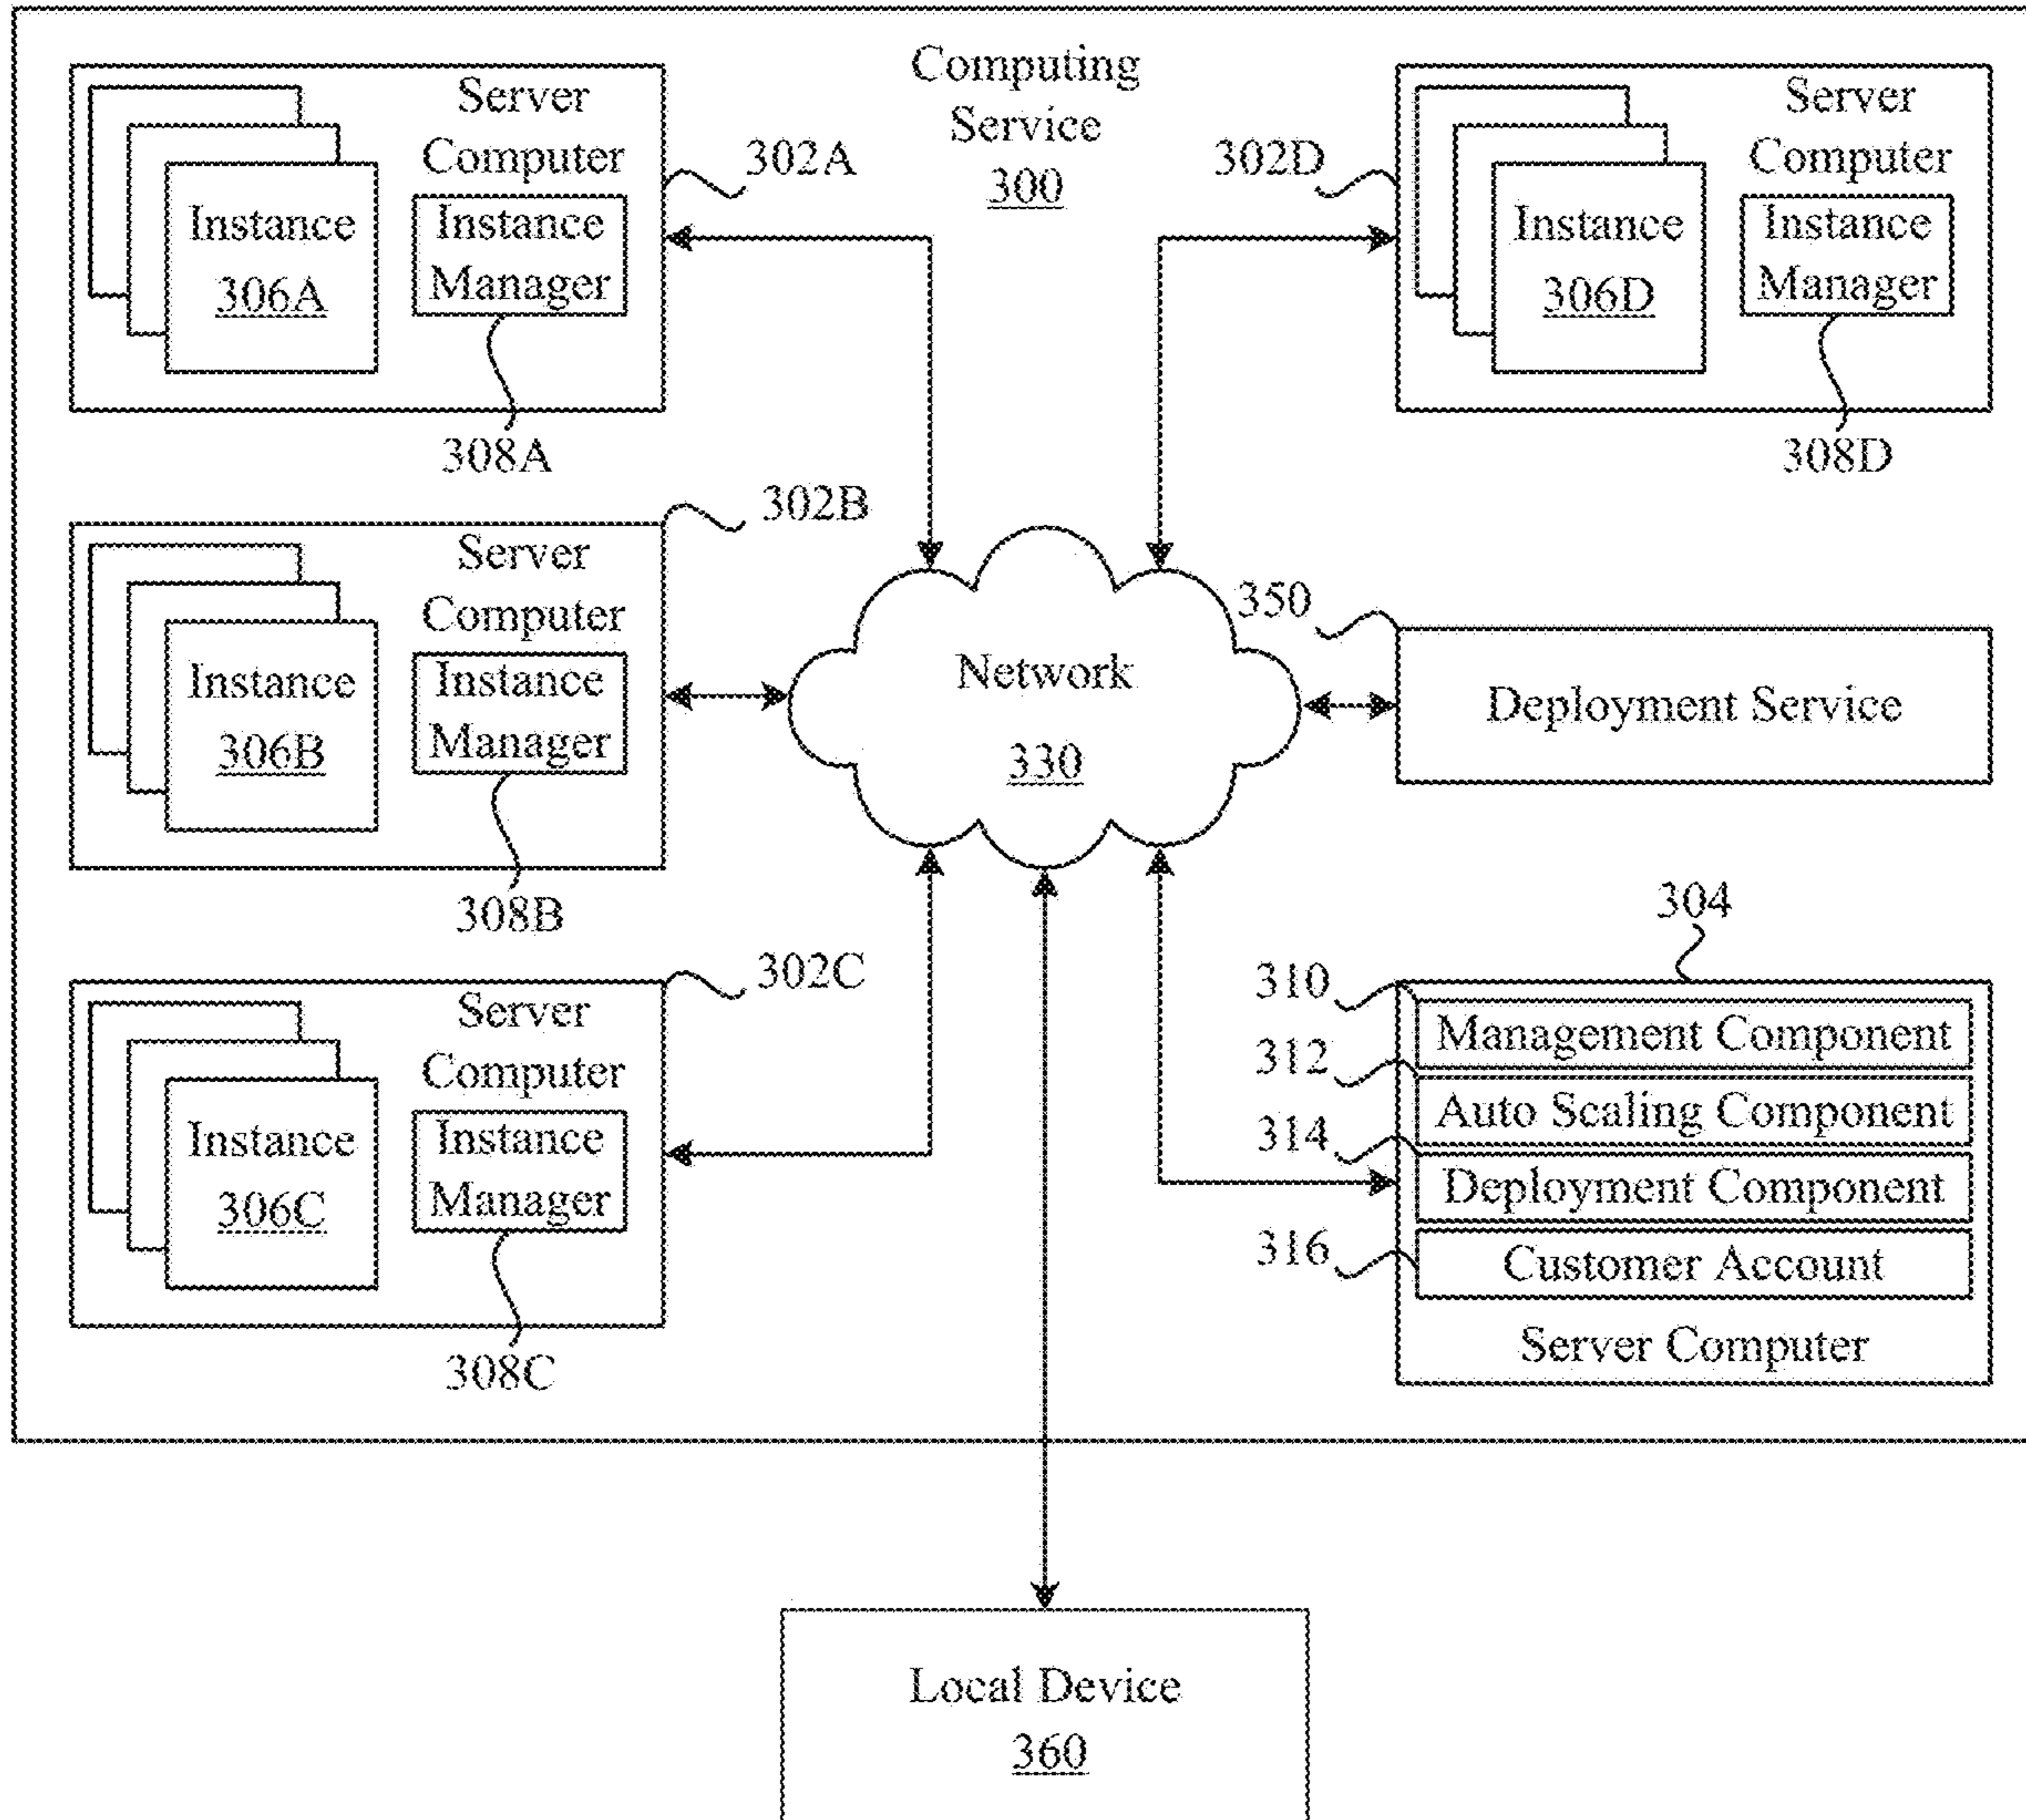 Computing
Service
300
Server
Computer
302A
Instance
306A
Instance
Manager
308A
302D
Server
Computer
Instance
306D
Instance
Manager
308D
302B
Server
Computer
Instance
306B
Instance
Manager
308B
Network
330
350
Deployment Service
302C
Server
Computer
Instance
306C
Instance
Manager
308C
304
310
Management Component
312
Auto Scaling Component
314
Deployment Component
316
Customer Account
Server Computer
Local Device
360